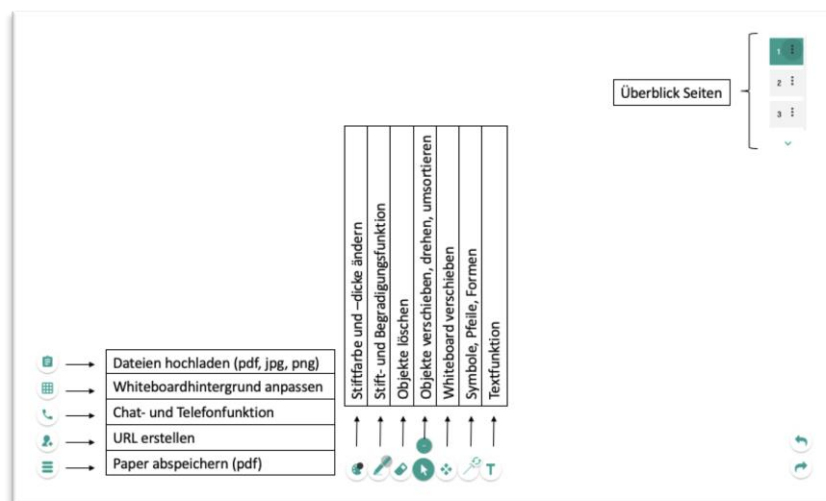 1
2
3
Überblick Seiten
Stiftfarbe und –dicke ändern
Stift- und Begradigungsfunktion
Objekte löschen
Objekte verschieben, drehen, umsortieren
Whiteboard verschieben
Symbole, Pfeile, Formen
Textfunktion
Dateien hochladen (pdf, jpg, png)
Whiteboardhintergrund anpassen
Chat- und Telefonfunktion
URL erstellen
Paper abspeichern (pdf)
T